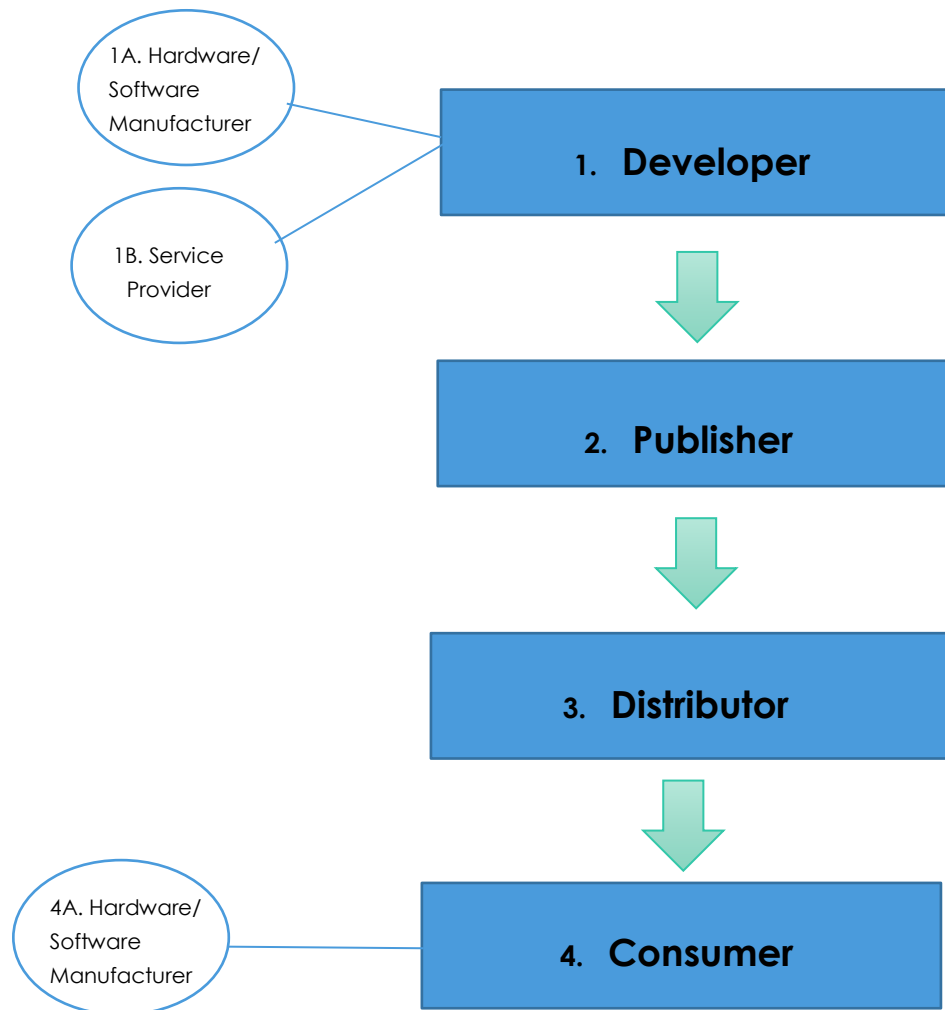 1A. Hardware/
Software
Manufacturer
1. Developer
1B. Service
Provider
2. Publisher
3. Distributor
4A. Hardware/
Software
Manufacturer
4. Consumer